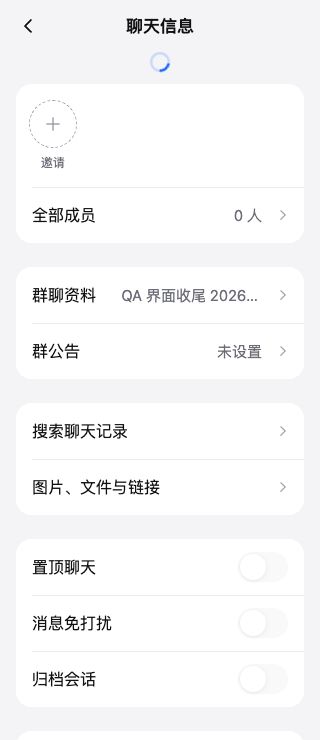 聊天信息
邀请
全部成员 0 人
群聊资料 QA 界面收尾 2026...
群公告 未设置
搜索聊天记录
图片、文件与链接
置顶聊天
消息免打扰
归档会话